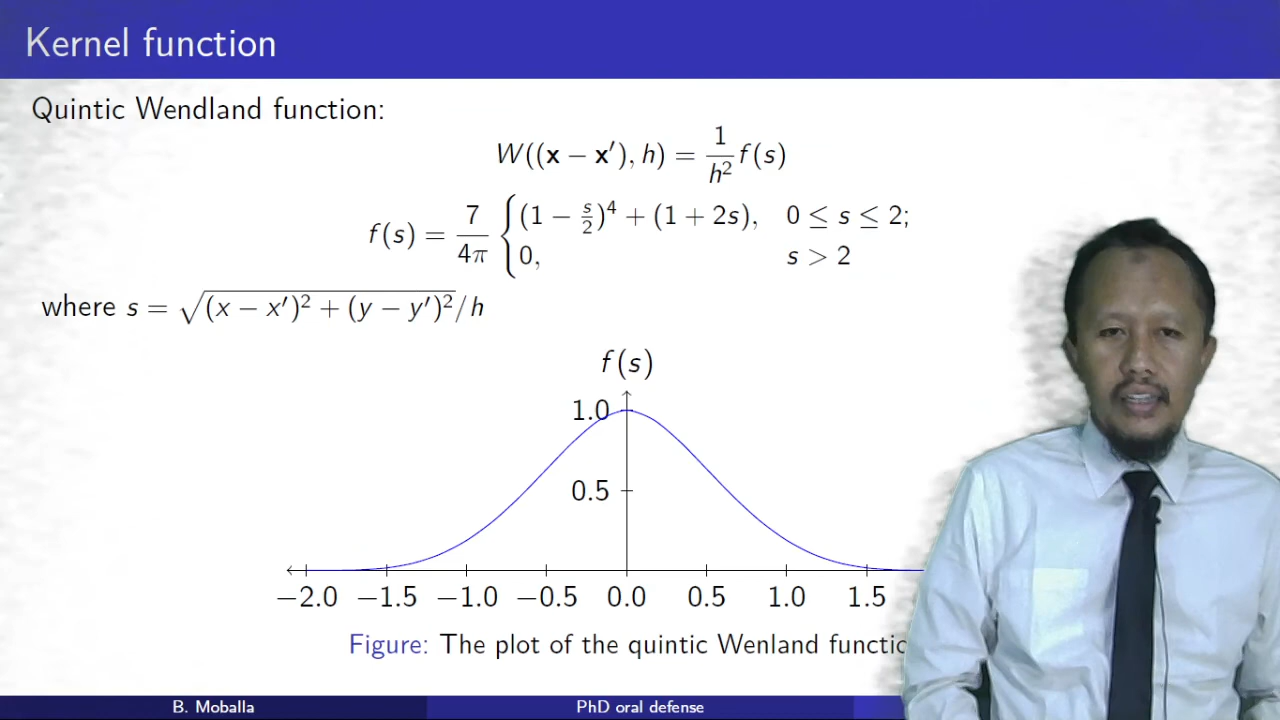 Kernel function
Quintic Wendland function:
W((x − x′), h) = 1/h² f(s)
f(s) = 7/4π { (1 − s/2)⁴ + (1 + 2s), 0 ≤ s ≤ 2;
0, s > 2
where s = √(x − x′)² + (y − y′)²/h
f(s)
1.0
0.5
−2.0 −1.5 −1.0 −0.5 0.0 0.5 1.0 1.5
Figure: The plot of the quintic Wenland
B. Moballa PhD oral defense